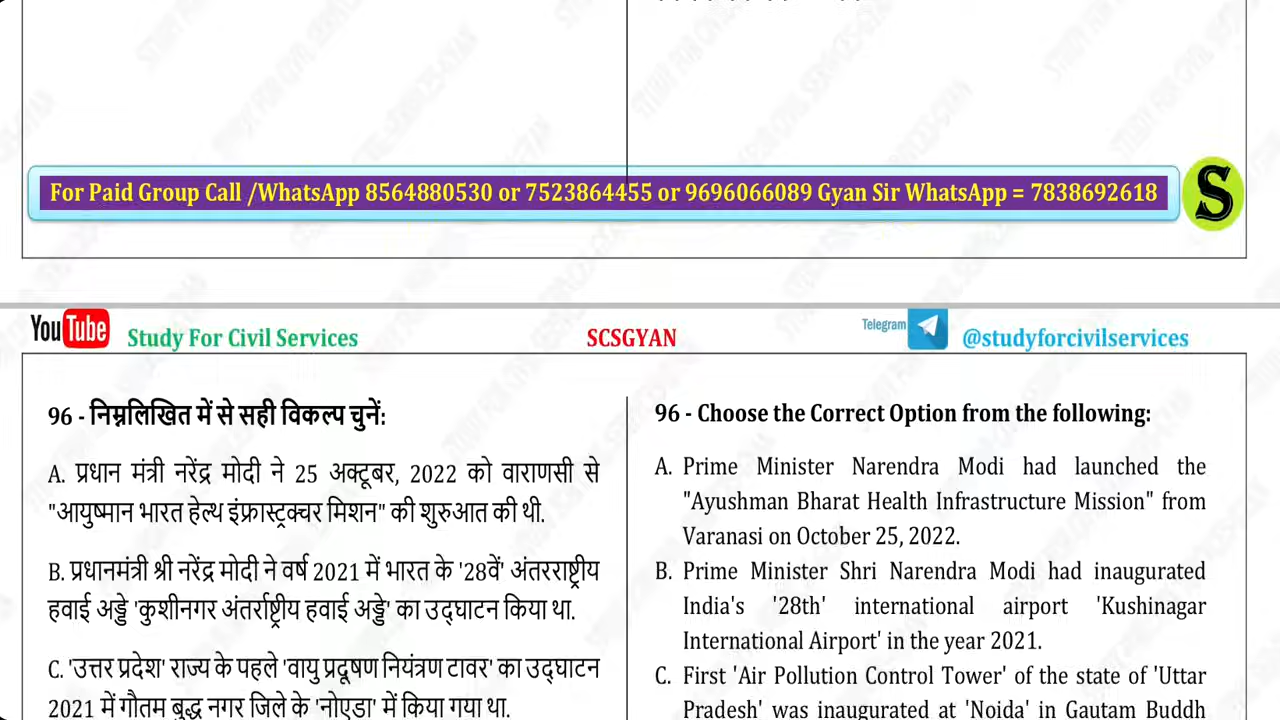 For Paid Group Call /WhatsApp 8564880530 or 7523864455 or 9696066089 Gyan Sir WhatsApp = 7838692618
S
YouTube Study For Civil Services SCSGYAN Telegram @studyforcivilservices
96 - निम्नलिखित में से सही विकल्प चुनें:
A. प्रधान मंत्री नरेंद्र मोदी ने 25 अक्टूबर, 2022 को वाराणसी से
"आयुष्मान भारत हेल्थ इंफ्रास्ट्रक्चर मिशन" की शुरुआत की थी.
B. प्रधानमंत्री श्री नरेंद्र मोदी ने वर्ष 2021 में भारत के '28वें' अंतरराष्ट्रीय
हवाई अड्डे 'कुशीनगर अंतर्राष्ट्रीय हवाई अड्डे' का उद्घाटन किया था.
C. 'उत्तर प्रदेश' राज्य के पहले 'वायु प्रदूषण नियंत्रण टावर' का उद्घाटन
2021 में गौतम बुद्ध नगर जिले के 'नोएडा' में किया गया था.
96 - Choose the Correct Option from the following:
A. Prime Minister Narendra Modi had launched the
"Ayushman Bharat Health Infrastructure Mission" from
Varanasi on October 25, 2022.
B. Prime Minister Shri Narendra Modi had inaugurated
India's '28th' international airport 'Kushinagar
International Airport' in the year 2021.
C. First 'Air Pollution Control Tower' of the state of 'Uttar
Pradesh' was inaugurated at 'Noida' in Gautam Buddh